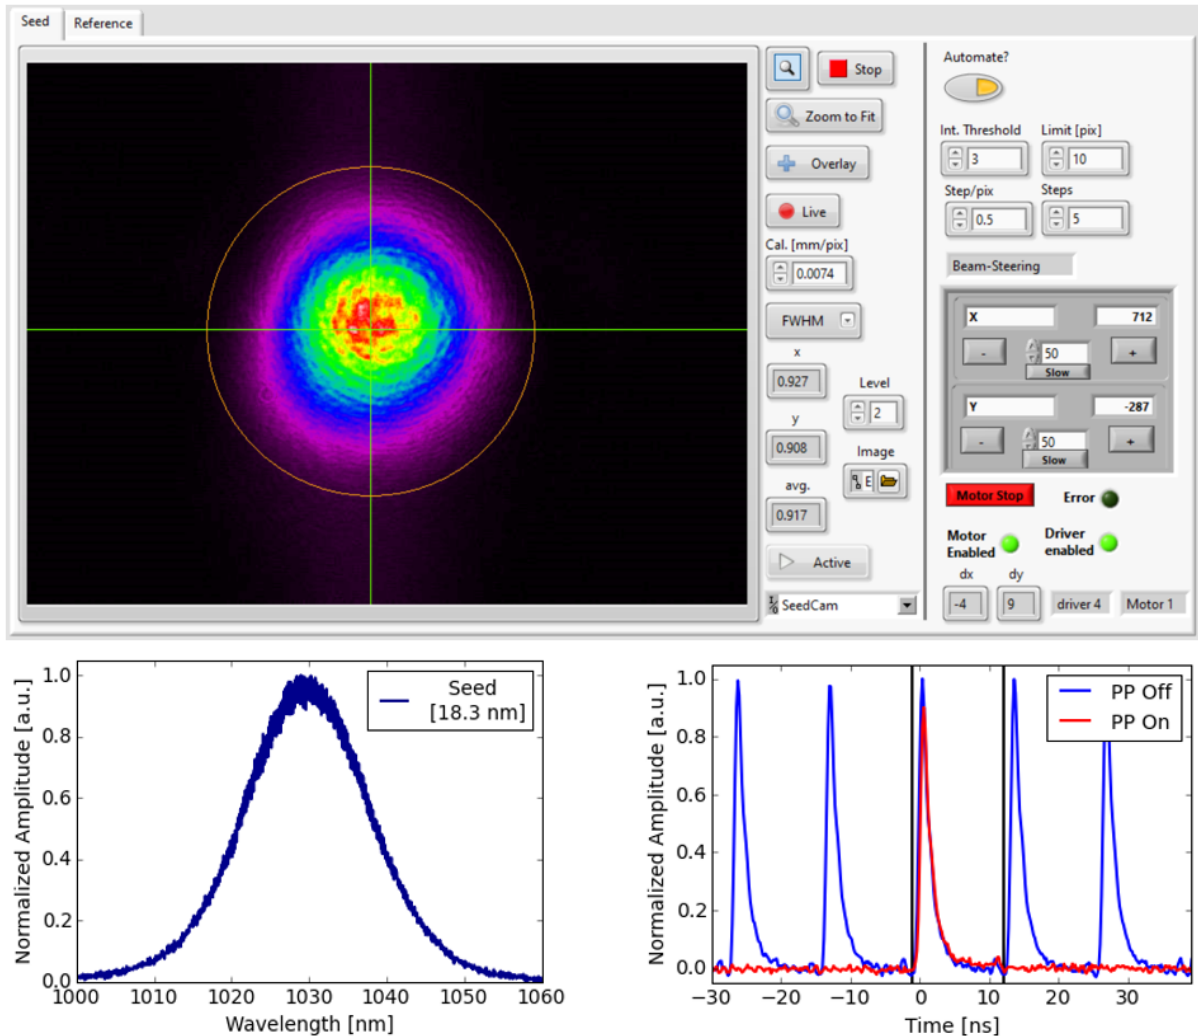 Seed
Reference
Stop
Zoom to Fit
Overlay
Live
Cal. [mm/pix]
0.0074
FWHM
x
0.927
y
0.908
avg.
0.917
Level
2
Image
E
Active
I/O SeedCam
Automate?
Int. Threshold
Limit [pix]
3
10
Step/pix
Steps
0.5
5
Beam-Steering
X
712
-
50
+
Slow
Y
-287
-
50
+
Slow
Motor Stop
Error
Motor
Enabled
Driver
enabled
dx
dy
-4
9
driver 4
Motor 1
Normalized Amplitude [a.u.]
1.0
0.8
0.6
0.4
0.2
0.0
Seed
[18.3 nm]
1000
1010
1020
1030
1040
1050
1060
Wavelength [nm]
Normalized Amplitude [a.u.]
1.0
0.8
0.6
0.4
0.2
0.0
PP Off
PP On
−30
−20
−10
0
10
20
30
Time [ns]